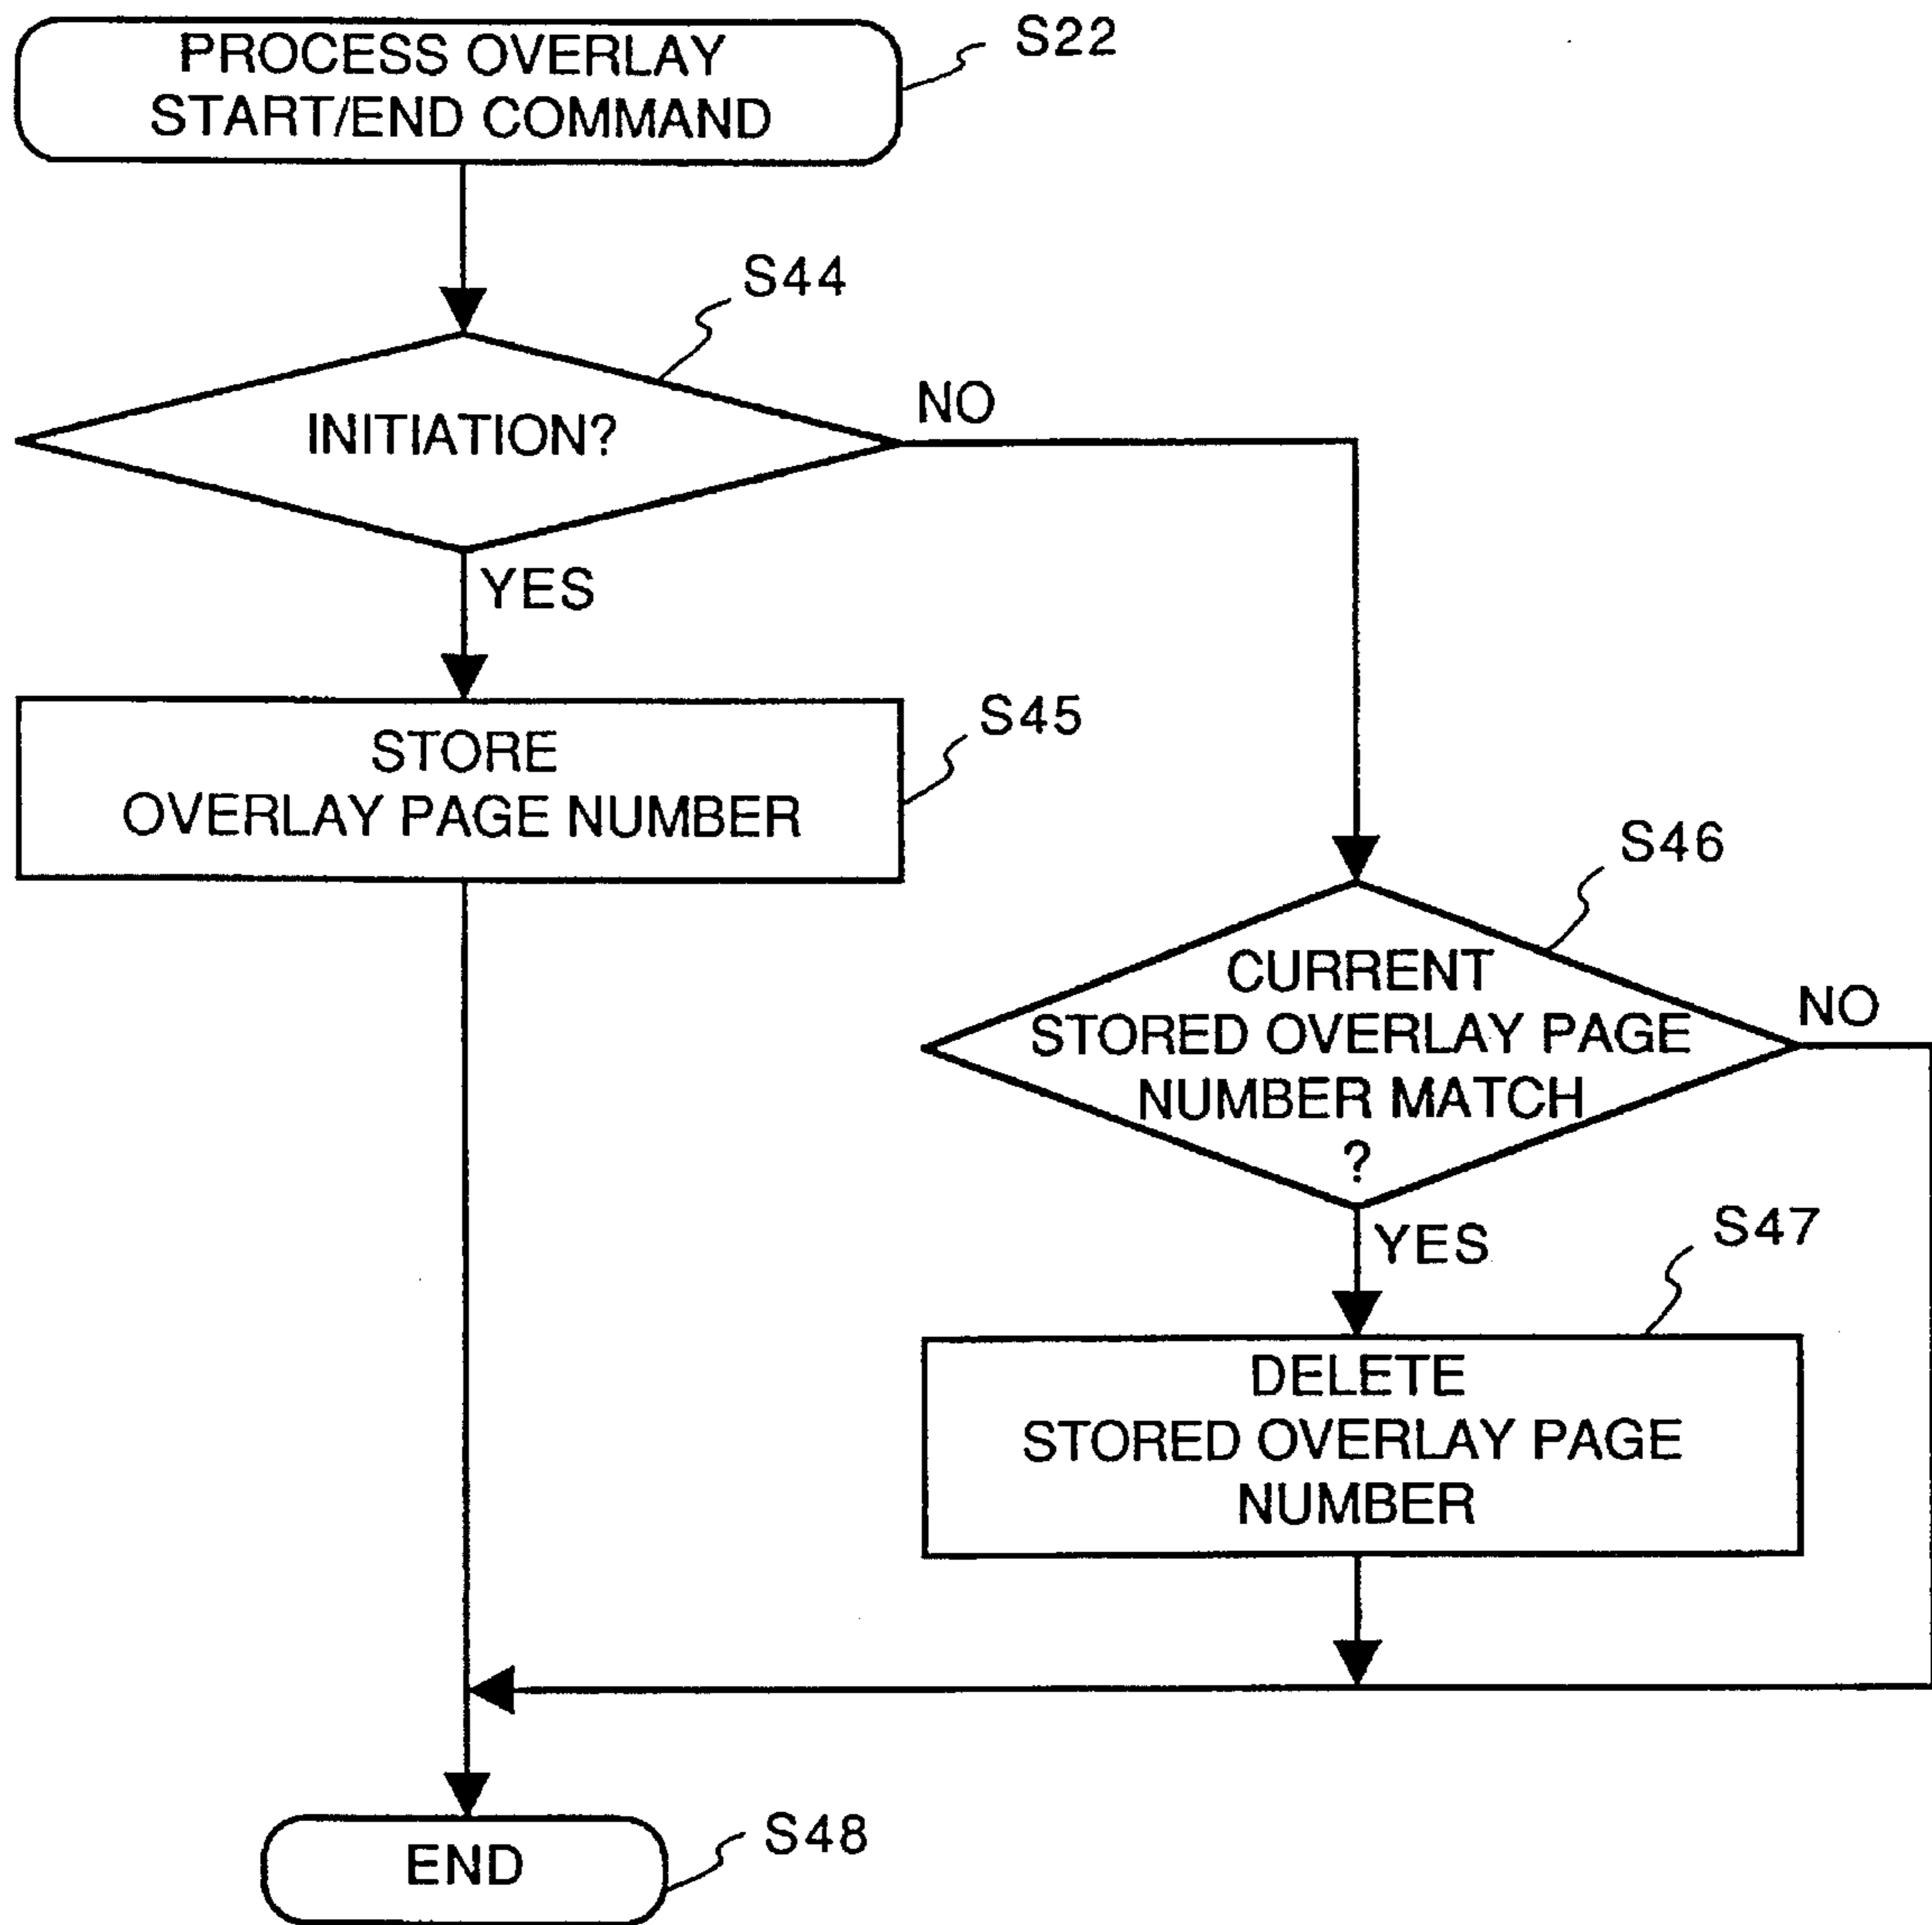 PROCESS OVERLAY
START/END COMMAND
S22
S44
INITIATION?
NO
YES
STORE
OVERLAY PAGE NUMBER
S45
S46
CURRENT
STORED OVERLAY PAGE
NUMBER MATCH
?
NO
YES
S47
DELETE
STORED OVERLAY PAGE
NUMBER
END
S48